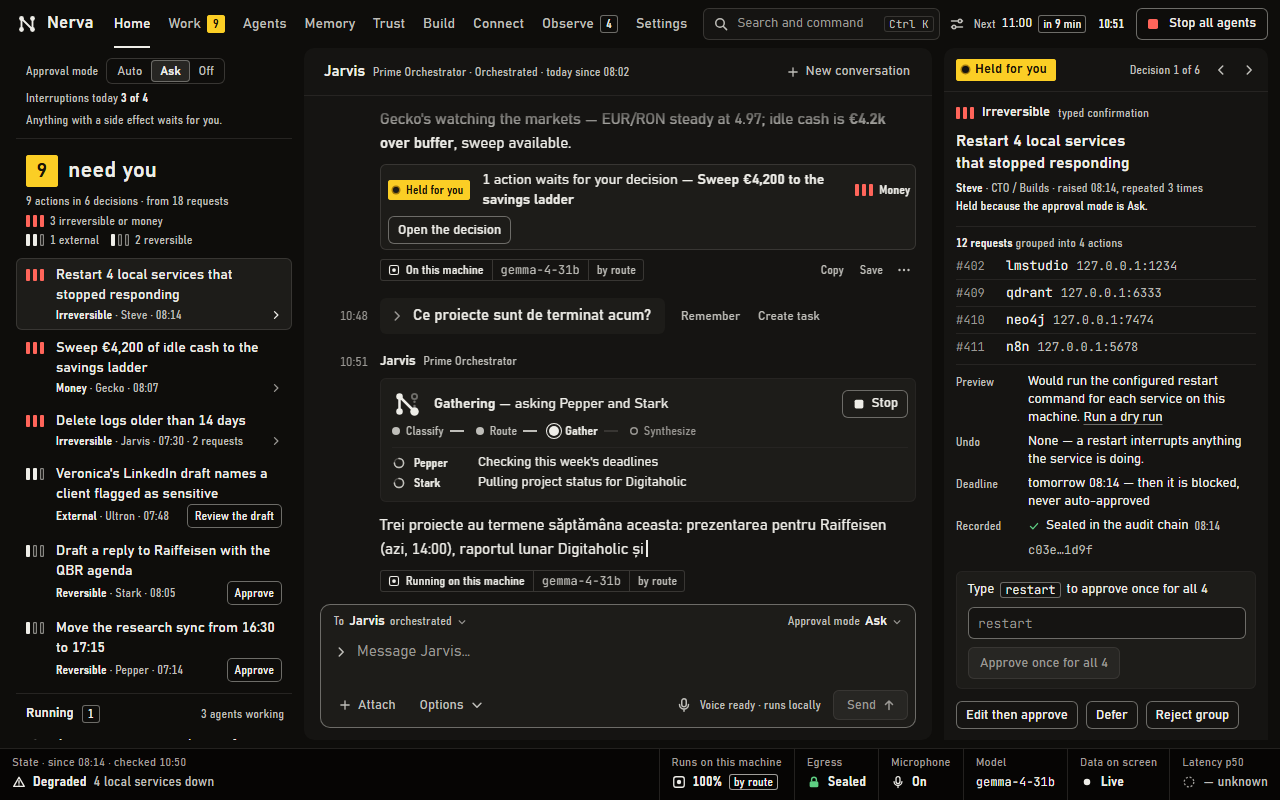 Nerva Home Work 9 Agents Memory Trust Build Connect Observe 4 Settings Search and command Ctrl K Next 11:00 in 9 min 10:51 Stop all agents
Approval mode Auto Ask Off
Interruptions today 3 of 4
Anything with a side effect waits for you.
9 need you
9 actions in 6 decisions · from 18 requests
3 irreversible or money
1 external 2 reversible
Restart 4 local services that
stopped responding
Irreversible · Steve · 08:14
Sweep €4,200 of idle cash to the
savings ladder
Money · Gecko · 08:07
Delete logs older than 14 days
Irreversible · Jarvis · 07:30 · 2 requests
Veronica's LinkedIn draft names a
client flagged as sensitive
External · Ultron · 07:48 Review the draft
Draft a reply to Raiffeisen with the
QBR agenda
Reversible · Stark · 08:05 Approve
Move the research sync from 16:30
to 17:15
Reversible · Pepper · 07:14 Approve
Running 1 3 agents working
Jarvis Prime Orchestrator · Orchestrated · today since 08:02 New conversation
Gecko's watching the markets — EUR/RON steady at 4.97; idle cash is €4.2k
over buffer, sweep available.
Held for you 1 action waits for your decision — Sweep €4,200 to the
savings ladder Money
Open the decision
On this machine gemma-4-31b by route Copy Save ···
10:48 Ce proiecte sunt de terminat acum? Remember Create task
10:51 Jarvis Prime Orchestrator
Gathering — asking Pepper and Stark Stop
Classify Route Gather Synthesize
Pepper Checking this week's deadlines
Stark Pulling project status for Digitaholic
Trei proiecte au termene săptămâna aceasta: prezentarea pentru Raiffeisen
(azi, 14:00), raportul lunar Digitaholic și
Running on this machine gemma-4-31b by route
To Jarvis orchestrated Approval mode Ask
Message Jarvis...
Attach Options Voice ready · runs locally Send
Held for you Decision 1 of 6
Irreversible typed confirmation
Restart 4 local services
that stopped responding
Steve · CTO / Builds · raised 08:14, repeated 3 times
Held because the approval mode is Ask.
12 requests grouped into 4 actions
#402 lmstudio 127.0.0.1:1234
#409 qdrant 127.0.0.1:6333
#410 neo4j 127.0.0.1:7474
#411 n8n 127.0.0.1:5678
Preview Would run the configured restart
command for each service on this
machine. Run a dry run
Undo None — a restart interrupts anything
the service is doing.
Deadline tomorrow 08:14 — then it is blocked,
never auto-approved
Recorded Sealed in the audit chain 08:14
c03e…1d9f
Type restart to approve once for all 4
restart
Approve once for all 4
Edit then approve Defer Reject group
State · since 08:14 · checked 10:50
Degraded 4 local services down
Runs on this machine
100% by route
Egress
Sealed
Microphone
On
Model
gemma-4-31b
Data on screen
Live
Latency p50
— unknown